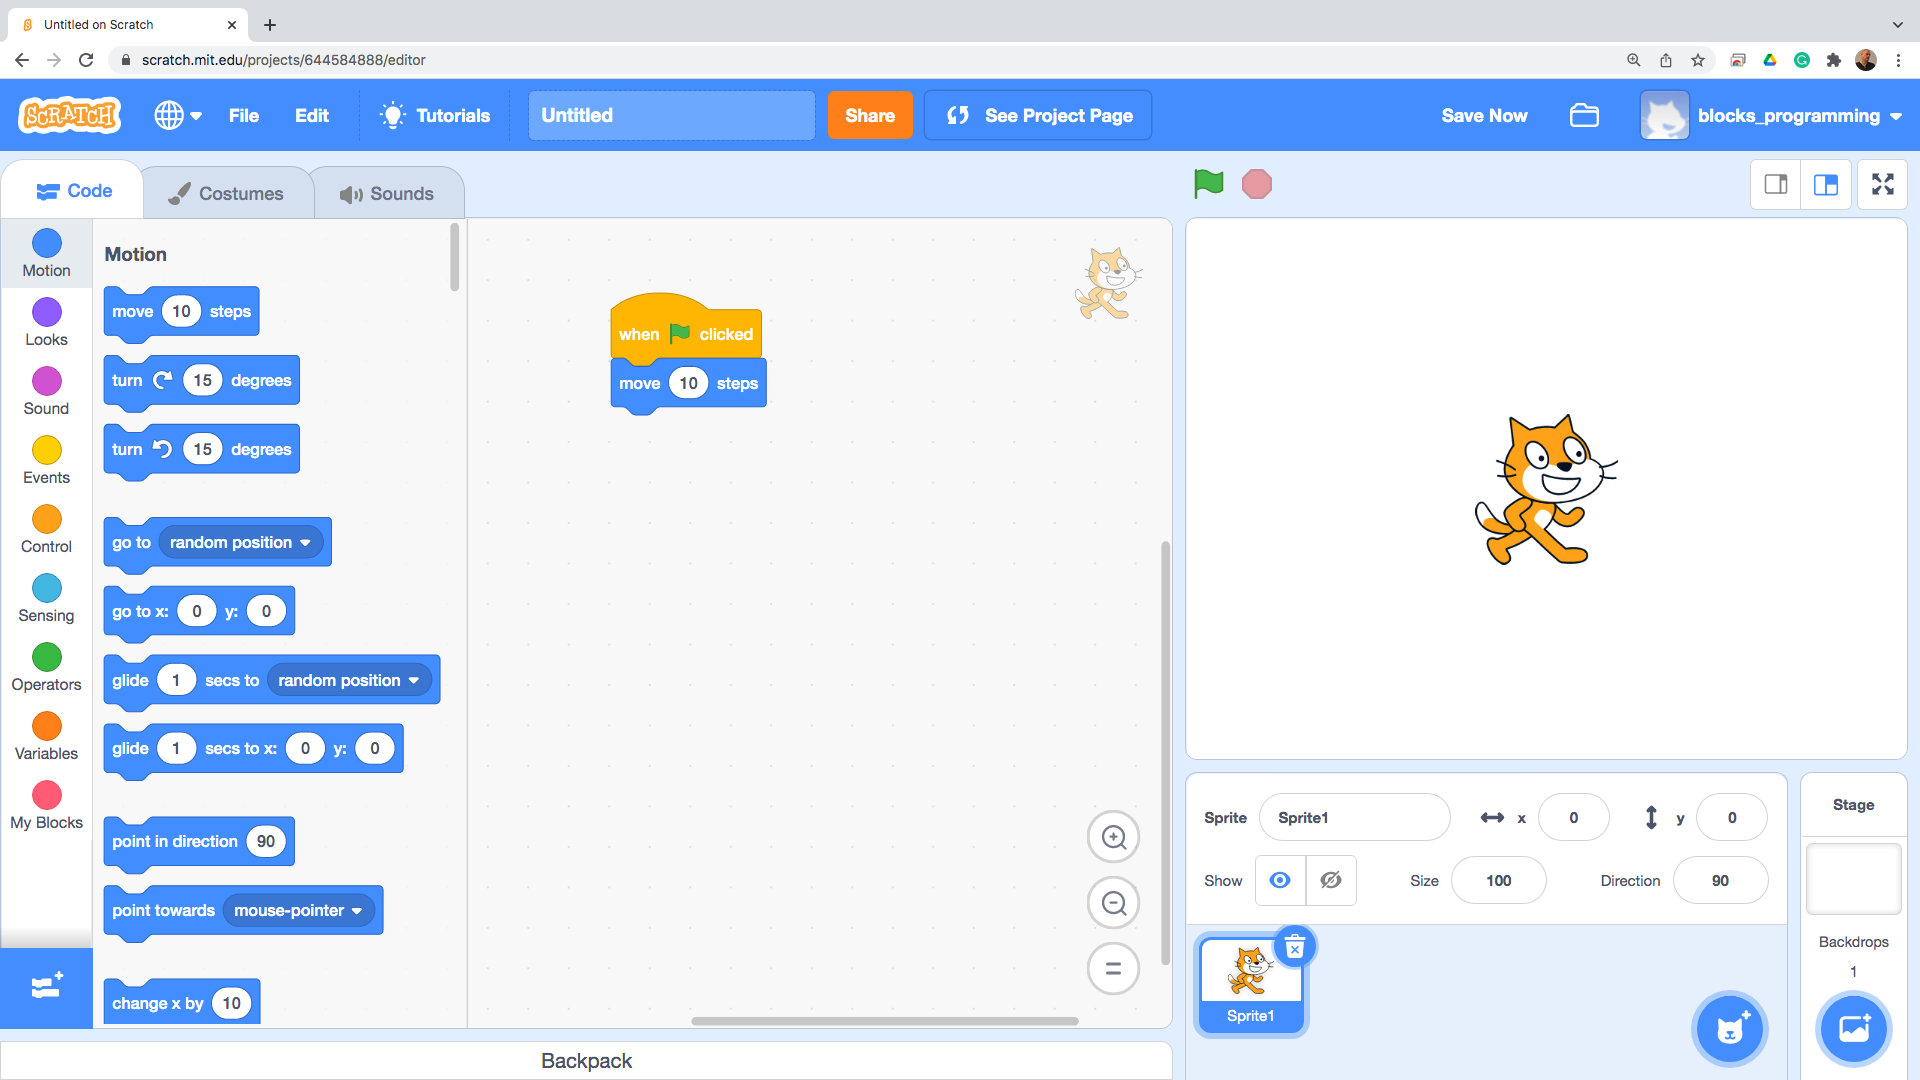 Untitled on Scratch
scratch.mit.edu/projects/644584888/editor
SCRATCH
File
Edit
Tutorials
Untitled
Share
See Project Page
Save Now
blocks_programming
Code
Costumes
Sounds
Motion
Looks
Sound
Events
Control
Sensing
Operators
Variables
My Blocks
Motion
move 10 steps
turn 15 degrees
turn 15 degrees
go to random position
go to x: 0 y: 0
glide 1 secs to random position
glide 1 secs to x: 0 y: 0
point in direction 90
point towards mouse-pointer
change x by 10
when clicked
move 10 steps
Backpack
Sprite Sprite1 x 0 y 0
Show Size 100 Direction 90
Sprite1
Stage
Backdrops
1